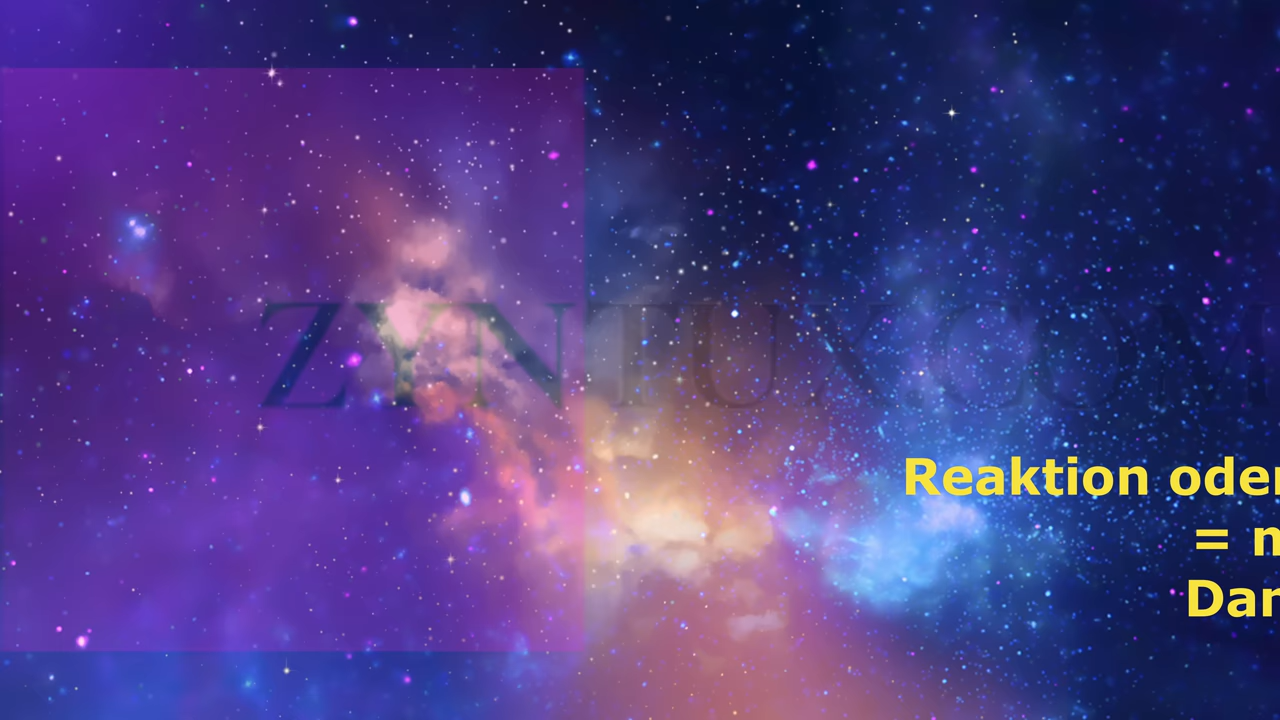 ZYNTUX.COM
Reaktion oder
= 
Dar